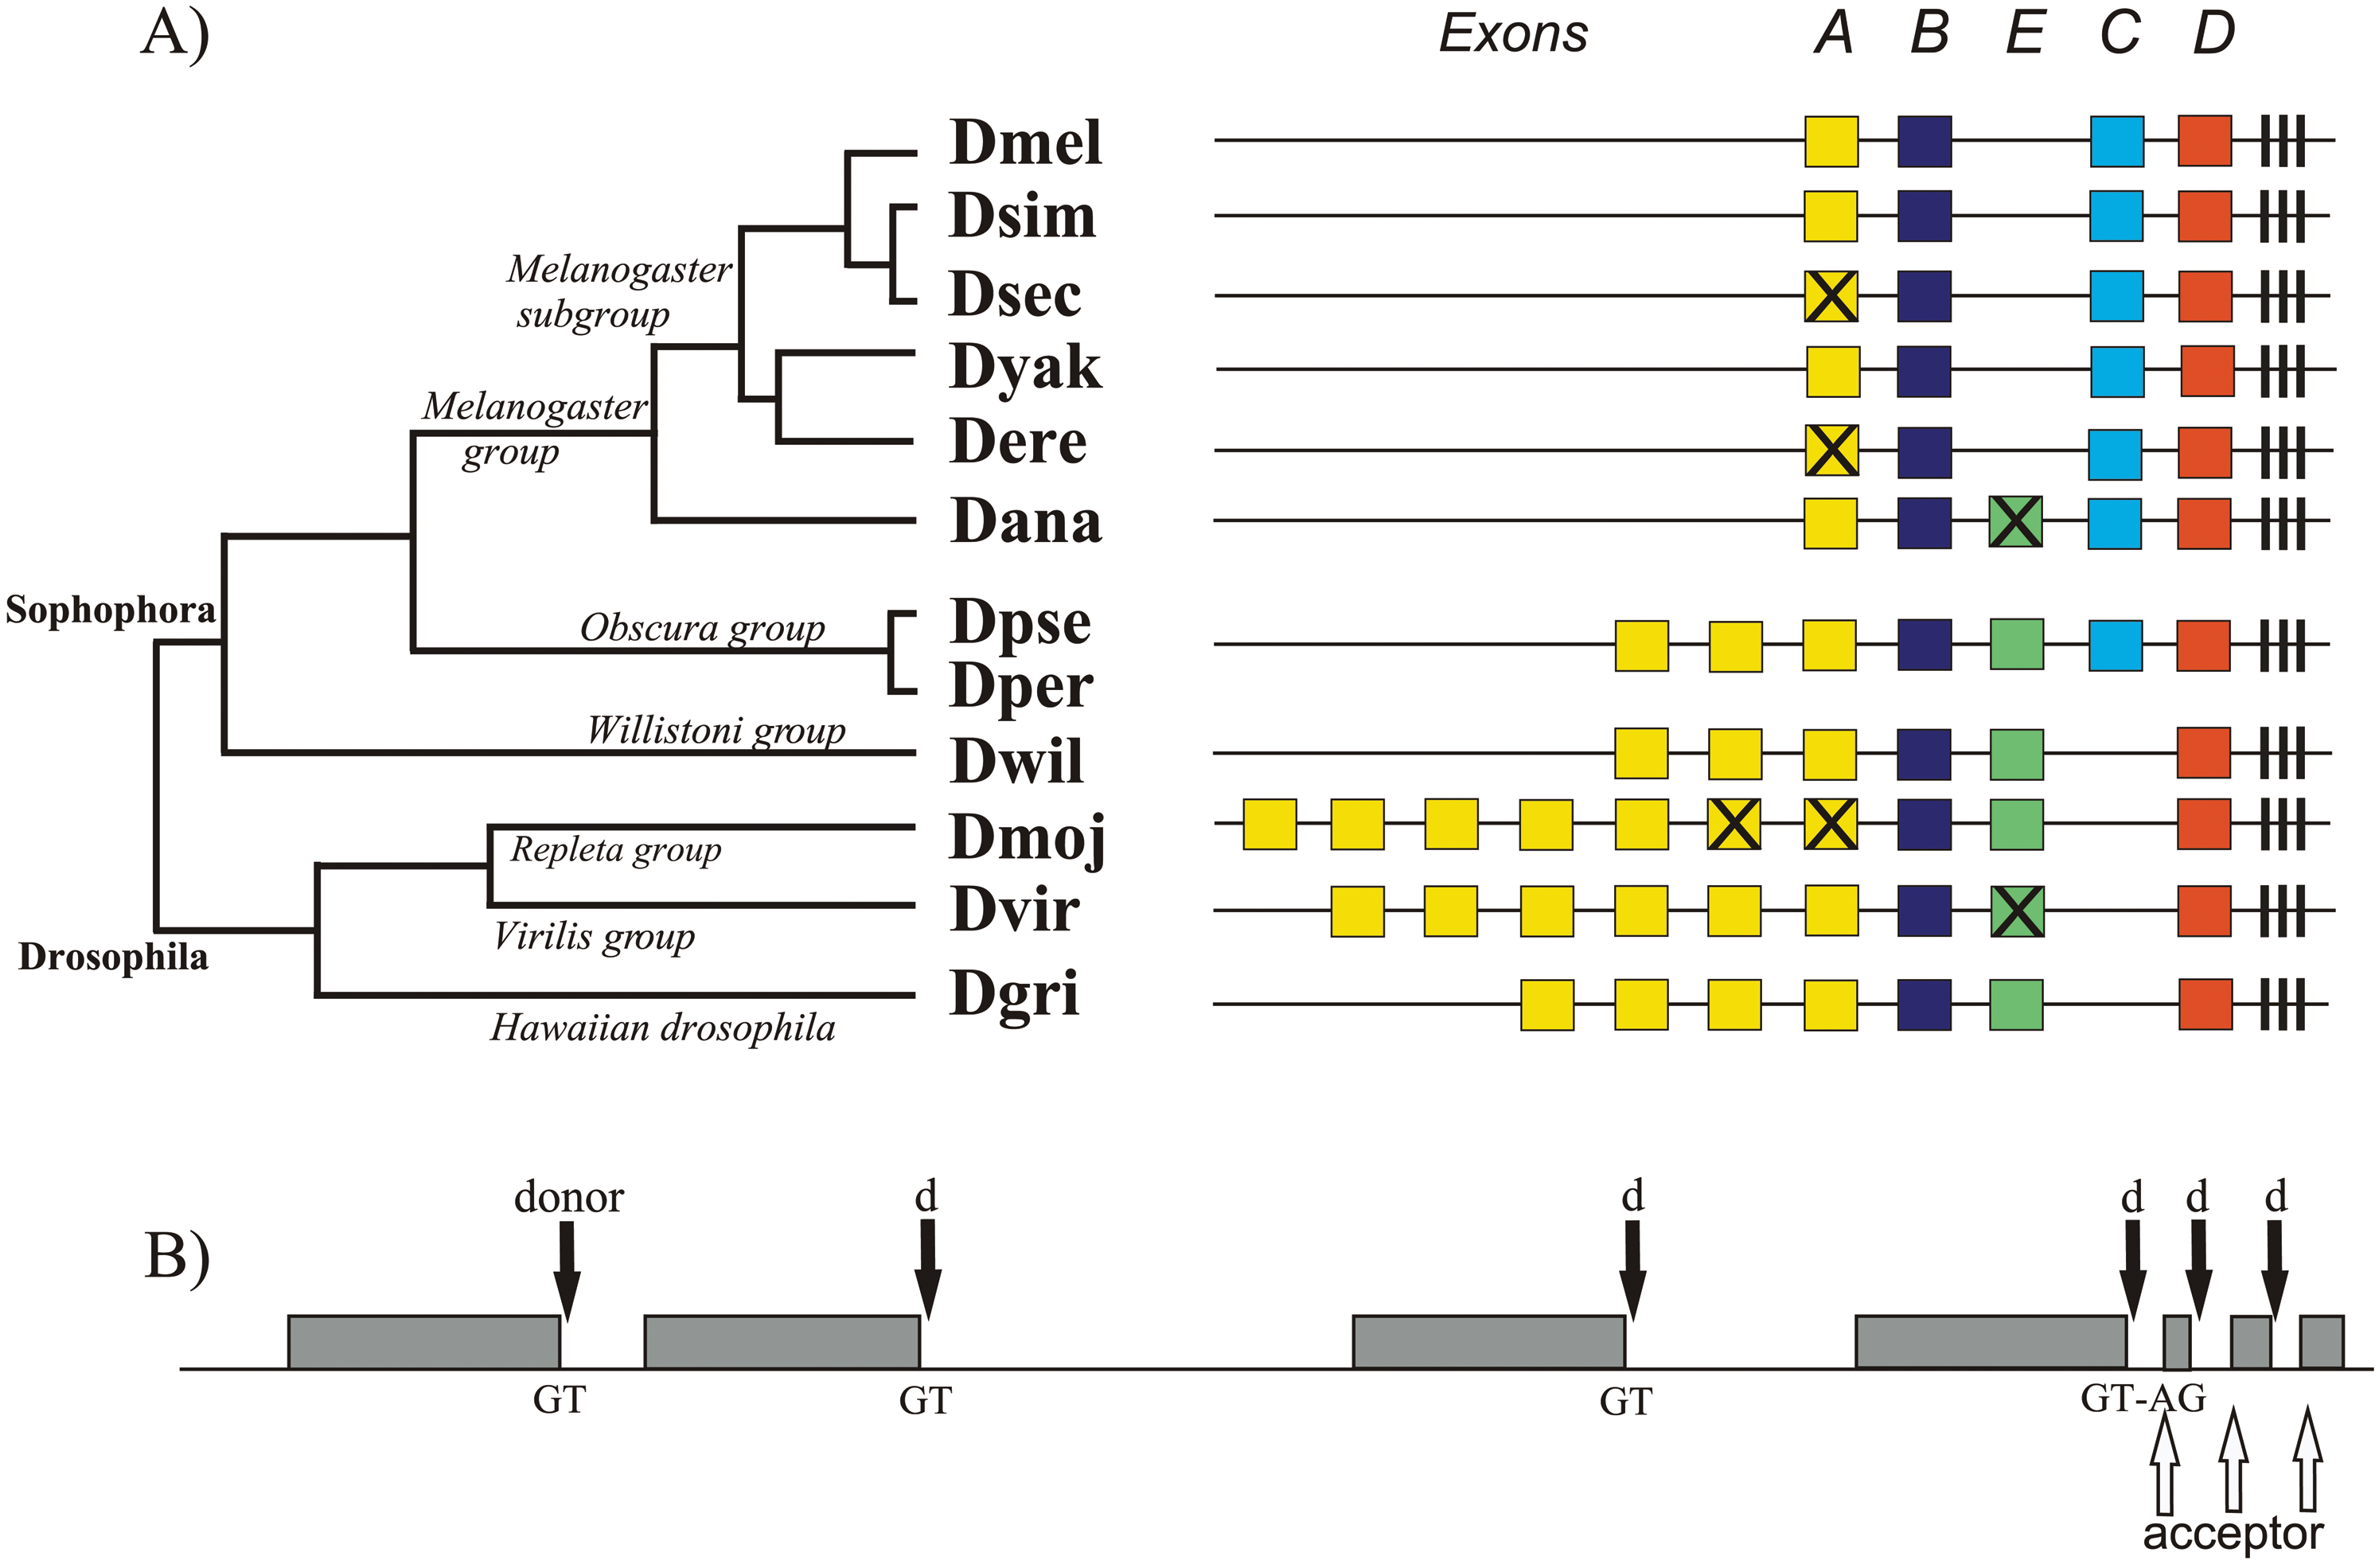 A)
Exons A B E C D
Dmel
Dsim
Melanogaster
subgroup
Dsec
Dyak
Melanogaster
group
Dere
Dana
Sophophora
Obscura group
Dpse
Dper
Willistoni group
Dwil
Dmoj
Repleta group
Dvir
Virilis group
Drosophila
Dgri
Hawaiian drosophila
B)
donor d d d d d
GT GT GT GT-AG
acceptor